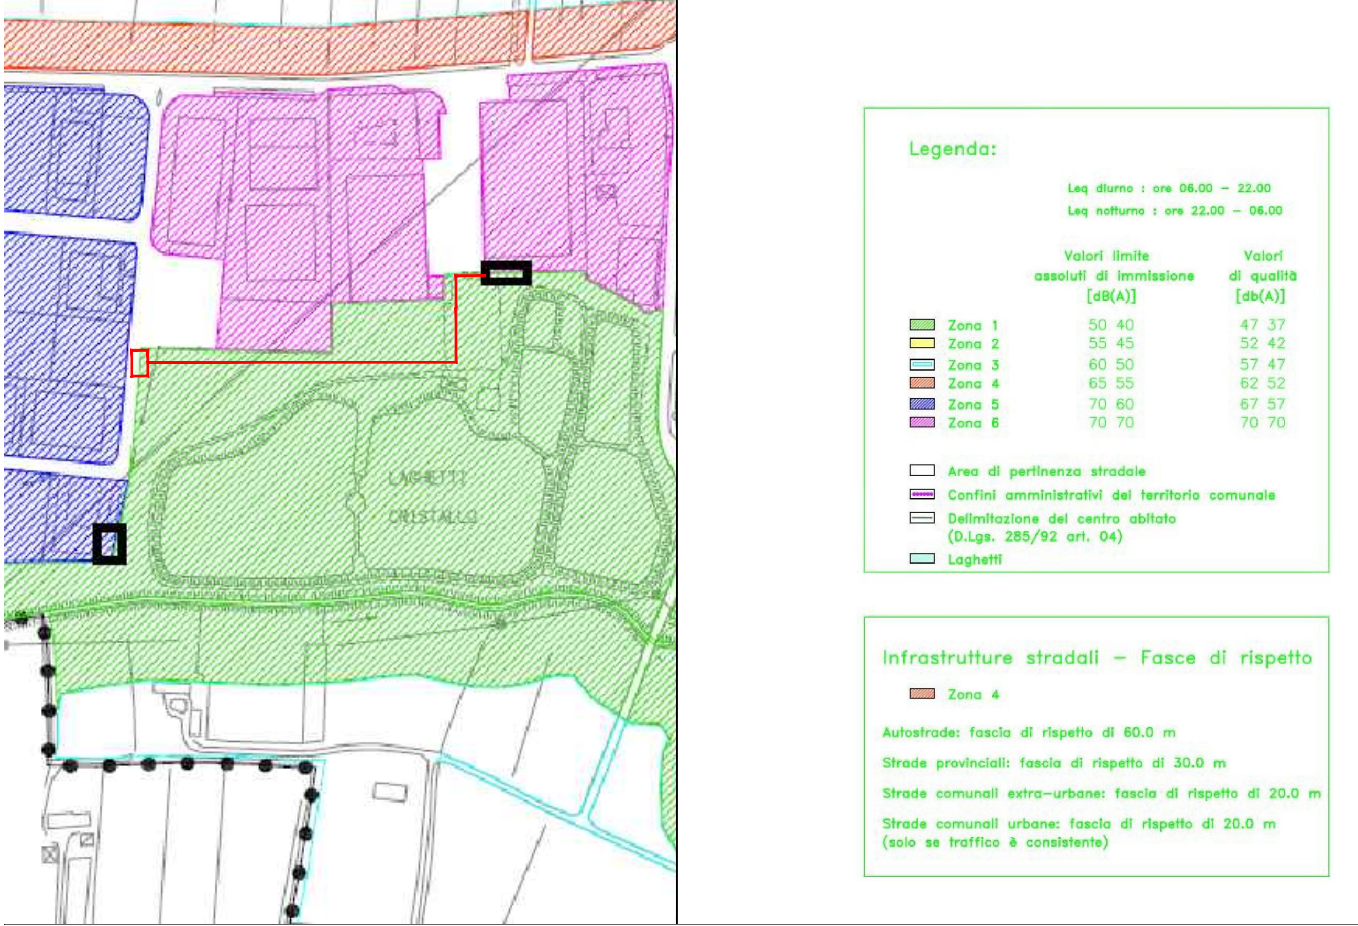 LAGHETTI
CRISTALLO
Legenda:
Leq diurno : ore 06.00 – 22.00
Leq notturno : ore 22.00 – 06.00
Valori limite Valori
assoluti di immissione di qualità
[dB(A)] [db(A)]
Zona 1 50 40 47 37
Zona 2 55 45 52 42
Zona 3 60 50 57 47
Zona 4 65 55 62 52
Zona 5 70 60 67 57
Zona 6 70 70 70 70
Area di pertinenza stradale
Confini amministrativi del territorio comunale
Delimitazione del centro abitato
(D.Lgs. 285/92 art. 04)
Laghetti
Infrastrutture stradali – Fasce di rispetto
Zona 4
Autostrade: fascia di rispetto di 60.0 m
Strade provinciali: fascia di rispetto di 30.0 m
Strade comunali extra–urbane: fascia di rispetto di 20.0 m
Strade comunali urbane: fascia di rispetto di 20.0 m
(solo se traffico è consistente)